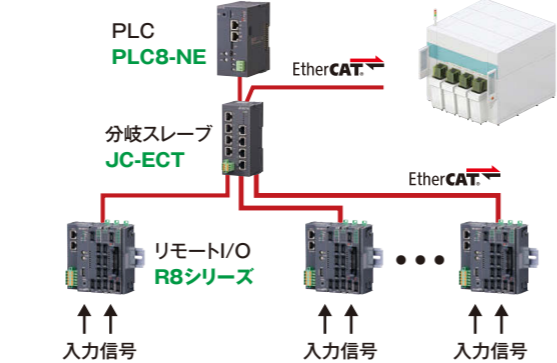 PLC
PLC8-NE
EtherCAT®
分岐スレーブ
JC-ECT
EtherCAT®
リモートI/O
R8シリーズ
入力信号
入力信号
入力信号